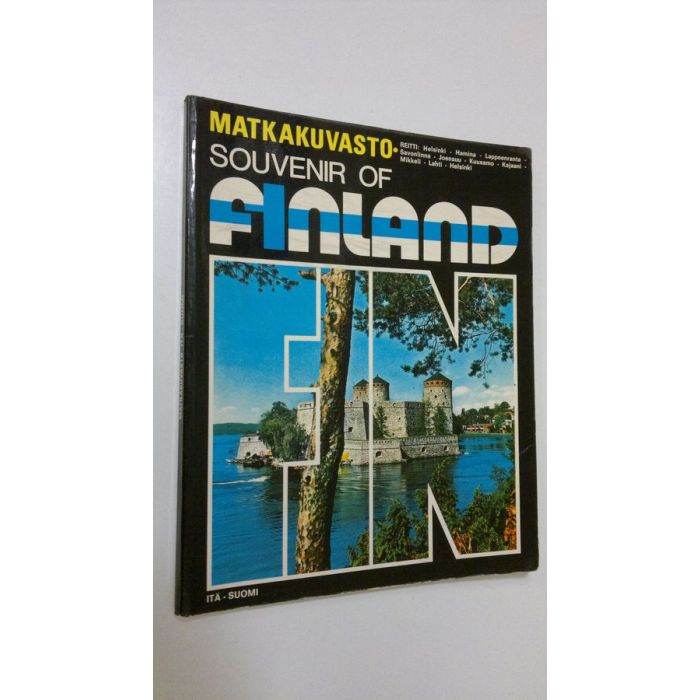 MATKAKUVASTO•
REITTI: Helsinki - Hamina - Lappeenranta -
Savonlinna - Joensuu - Kuusamo - Kajaani -
Mikkeli - Lahti - Helsinki
SOUVENIR OF
FINLAND
FIN
ITÄ - SUOMI